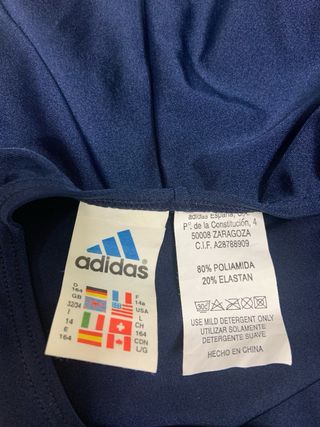 adidas
D
164
F
14a
GB
32/34
USA
L
I
14
CH
164
E
164
CDN
L/G
adidas España, S.A.
Pº. de la Constitución, 4
50008 ZARAGOZA
C.I.F. A28788909
80% POLIAMIDA
20% ELASTAN
USE MILD DETERGENT ONLY
UTILIZAR SOLAMENTE
DETERGENTE SUAVE
HECHO EN CHINA